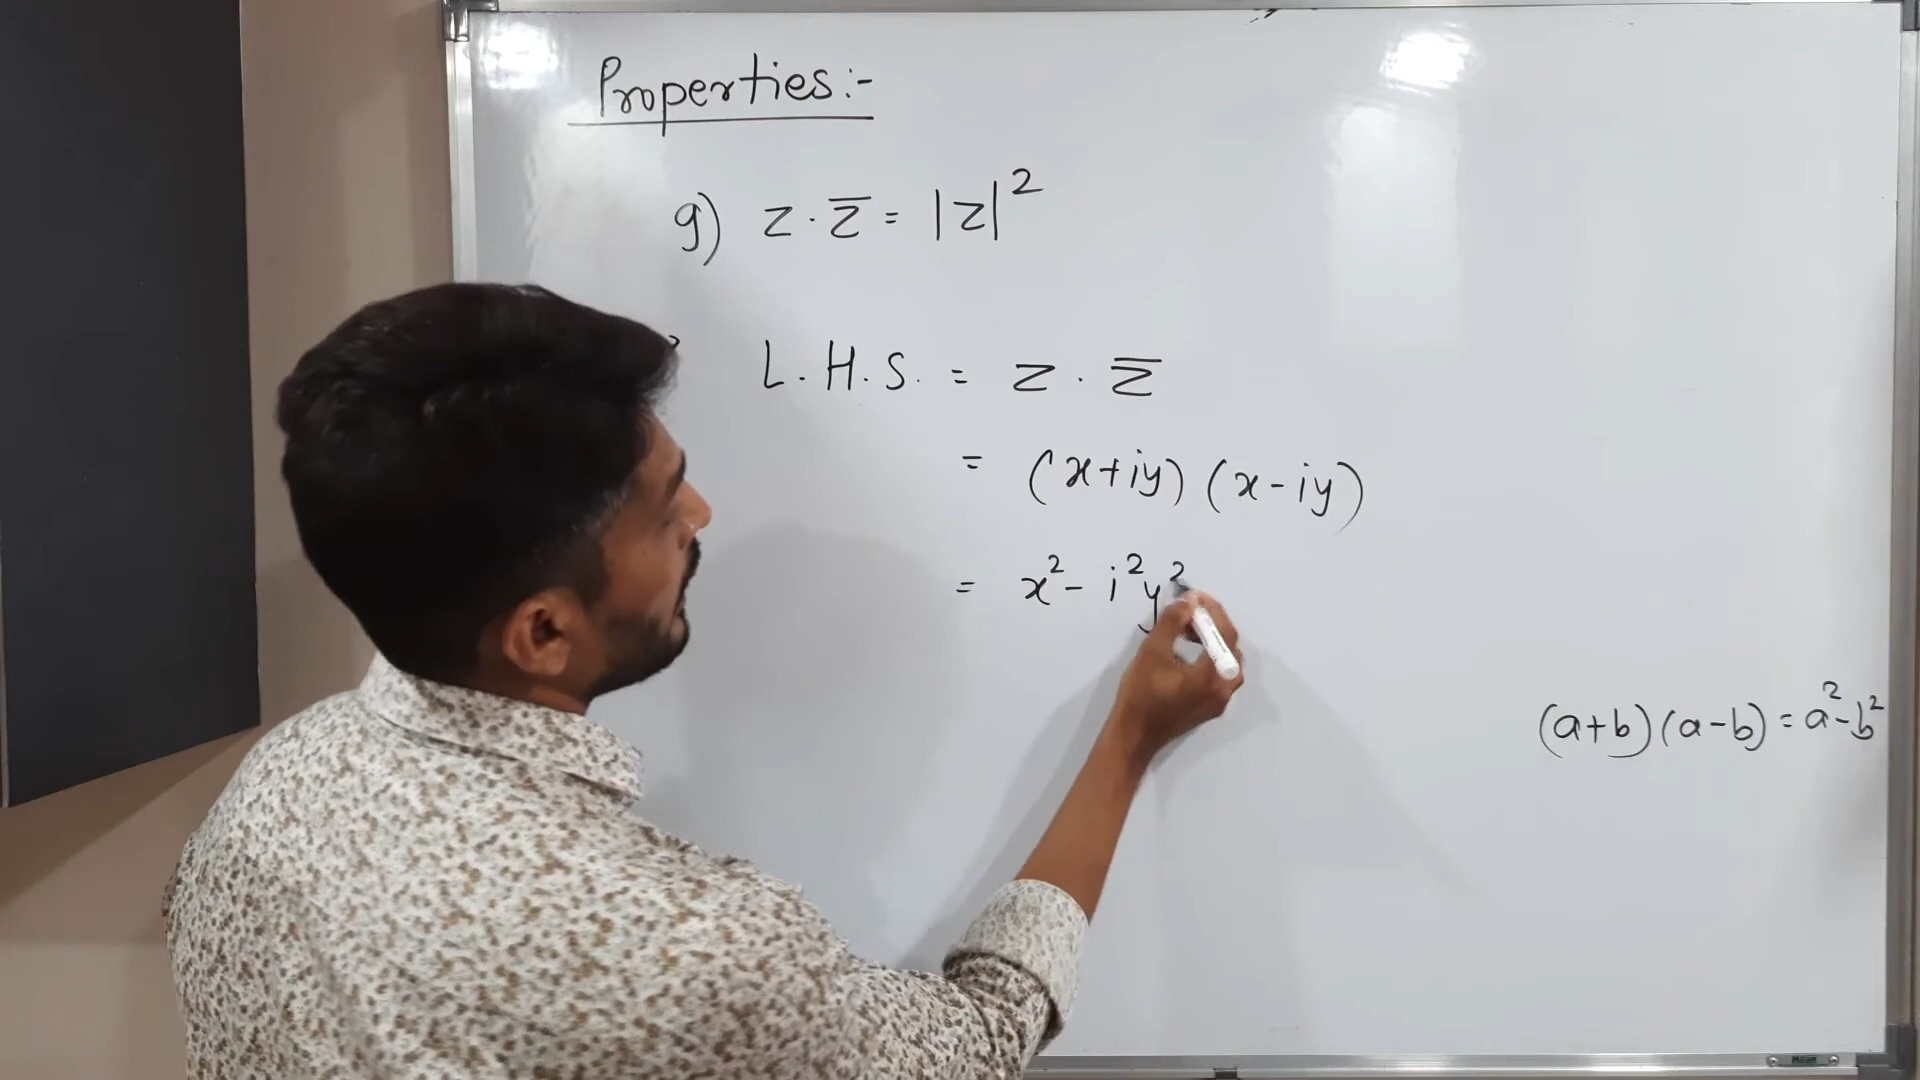 Properties:-
9) z · z̅ = |z|²
L.H.S. = z · z̅
= (x+iy) (x-iy)
= x² - i²y²
(a+b)(a-b) = a²-b²